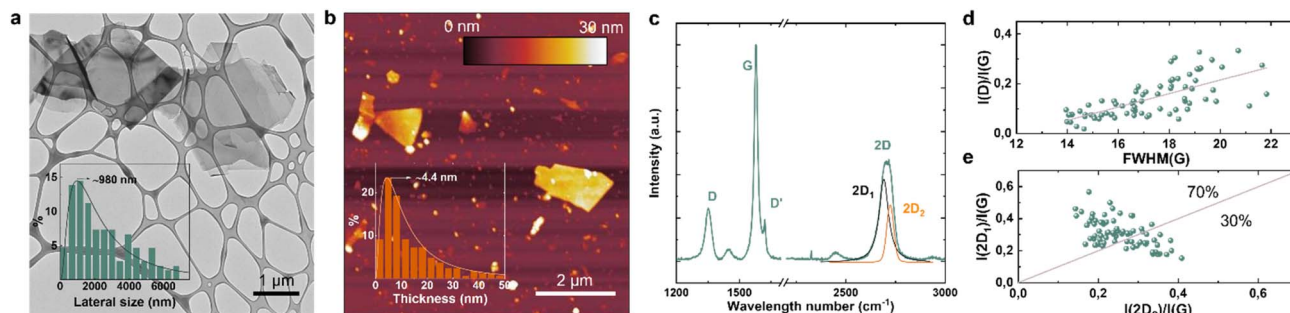 a
15
10
5
0
%
~980 nm
0 2000 4000 6000
Lateral size (nm)
1 µm
b
0 nm
30 nm
20
10
%
~4.4 nm
0 10 20 30 40 50
Thickness (nm)
2 µm
c
Intensity (a.u.)
D
G
D'
2D
2D₁
2D₂
1200 1500 2500 3000
Wavelength number (cm⁻¹)
d
I(D)/I(G)
0,4
0,2
0,0
12 14 16 18 20 22
FWHM(G)
e
I(2D₁)/I(G)
0,6
0,4
0,2
0,0
70%
30%
0,0 0,2 0,4 0,6